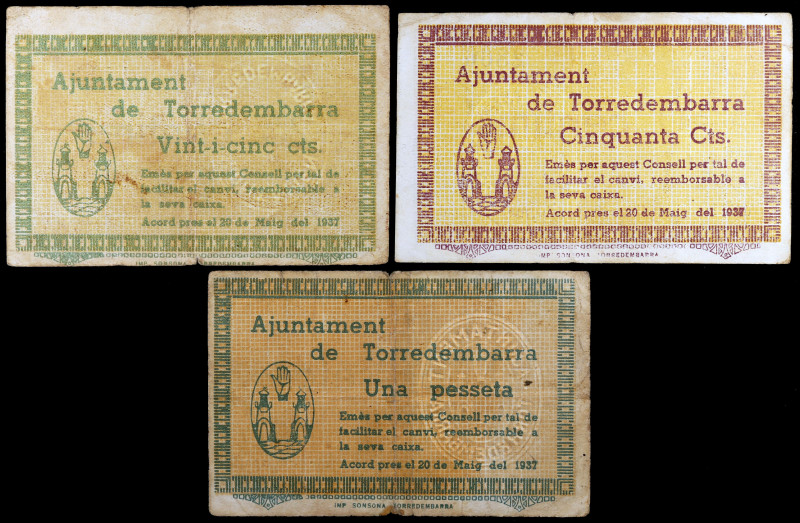 Ajuntament
de Torredembarra
Vint-i-cinc cts.
Emès per aquest Consell per tal de
facilitar el canvi, reemborsable a
la seva caixa.
Acord pres el 20 de Maig del 1937
IMP. SONSONA TORREDEMBARRA
Ajuntament
de Torredembarra
Cinquanta Cts.
Emès per aquest Consell per tal de
facilitar el canvi, reemborsable a
la seva caixa.
Acord pres el 20 de Maig del 1937
TORREDEMBARRA
Ajuntament
de Torredembarra
Una pesseta
Emès per aquest Consell per tal de
facilitar el canvi, reemborsable a
la seva caixa.
Acord pres el 20 de Maig del 1937
IMP SONSONA TORREDEMBARRA